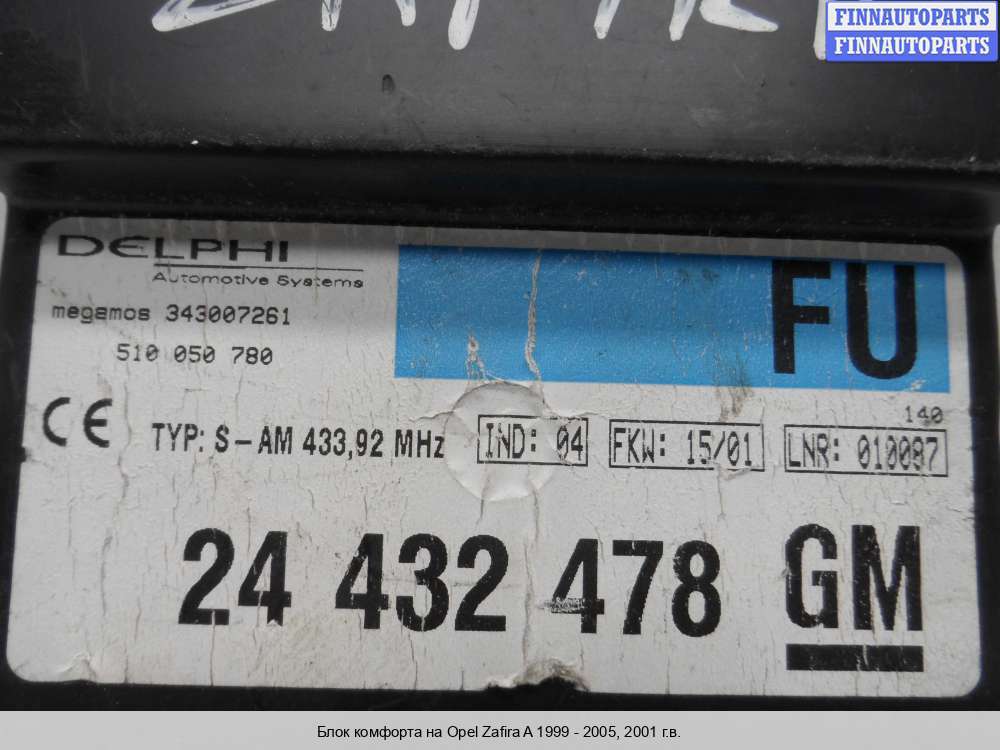 FINNAUTOPARTS
FINNAUTOPARTS
DELPHI
Automotive Systems
megamos 343007261
510 050 780
FU
140
CE
TYP: S – AM 433,92 MHz
IND: 04
FKW: 15/01
LNR: 010087
24 432 478 GM
Блок комфорта на Opel Zafira A 1999 - 2005, 2001 г.в.